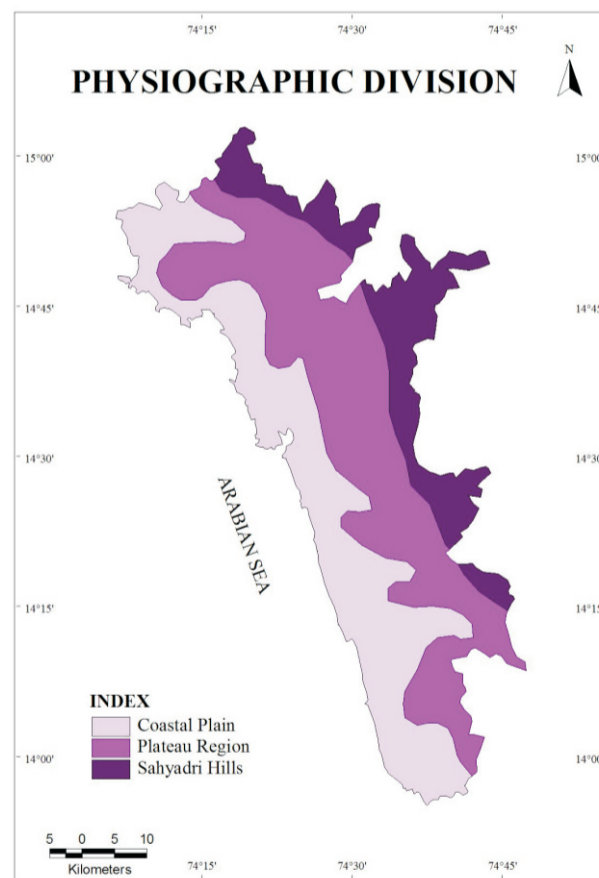 74°15' 74°30' 74°45'
PHYSIOGRAPHIC DIVISION
N
15°00' 15°00'
14°45' 14°45'
14°30' 14°30'
ARABIAN SEA
14°15' 14°15'
INDEX
Coastal Plain
Plateau Region
Sahyadri Hills
14°00' 14°00'
5 0 5 10
Kilometers
74°15' 74°30' 74°45'